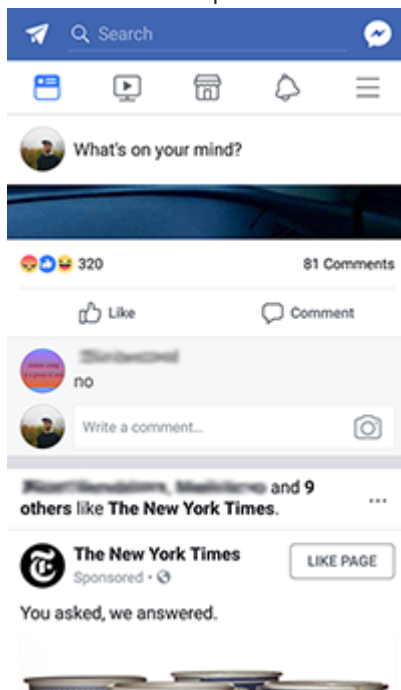 Search
What's on your mind?
320
81 Comments
Like
Comment
no
Write a comment...
and 9
others like The New York Times.
The New York Times
Sponsored
LIKE PAGE
You asked, we answered.